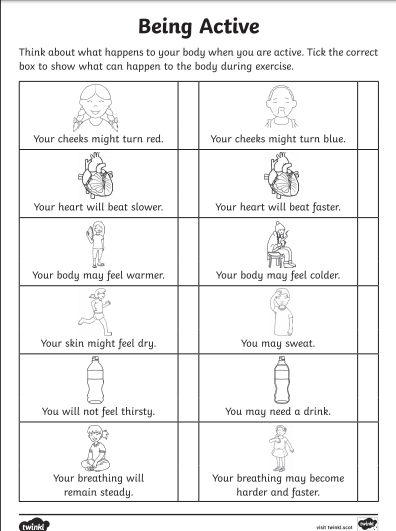 Being Active
Think about what happens to your body when you are active. Tick the correct
box to show what can happen to the body during exercise.
Your cheeks might turn red.
Your cheeks might turn blue.
Your heart will beat slower.
Your heart will beat faster.
Your body may feel warmer.
Your body may feel colder.
Your skin might feel dry.
You may sweat.
You will not feel thirsty.
You may need a drink.
Your breathing will
remain steady.
Your breathing may become
harder and faster.
twinkl
visit twinkl.scot